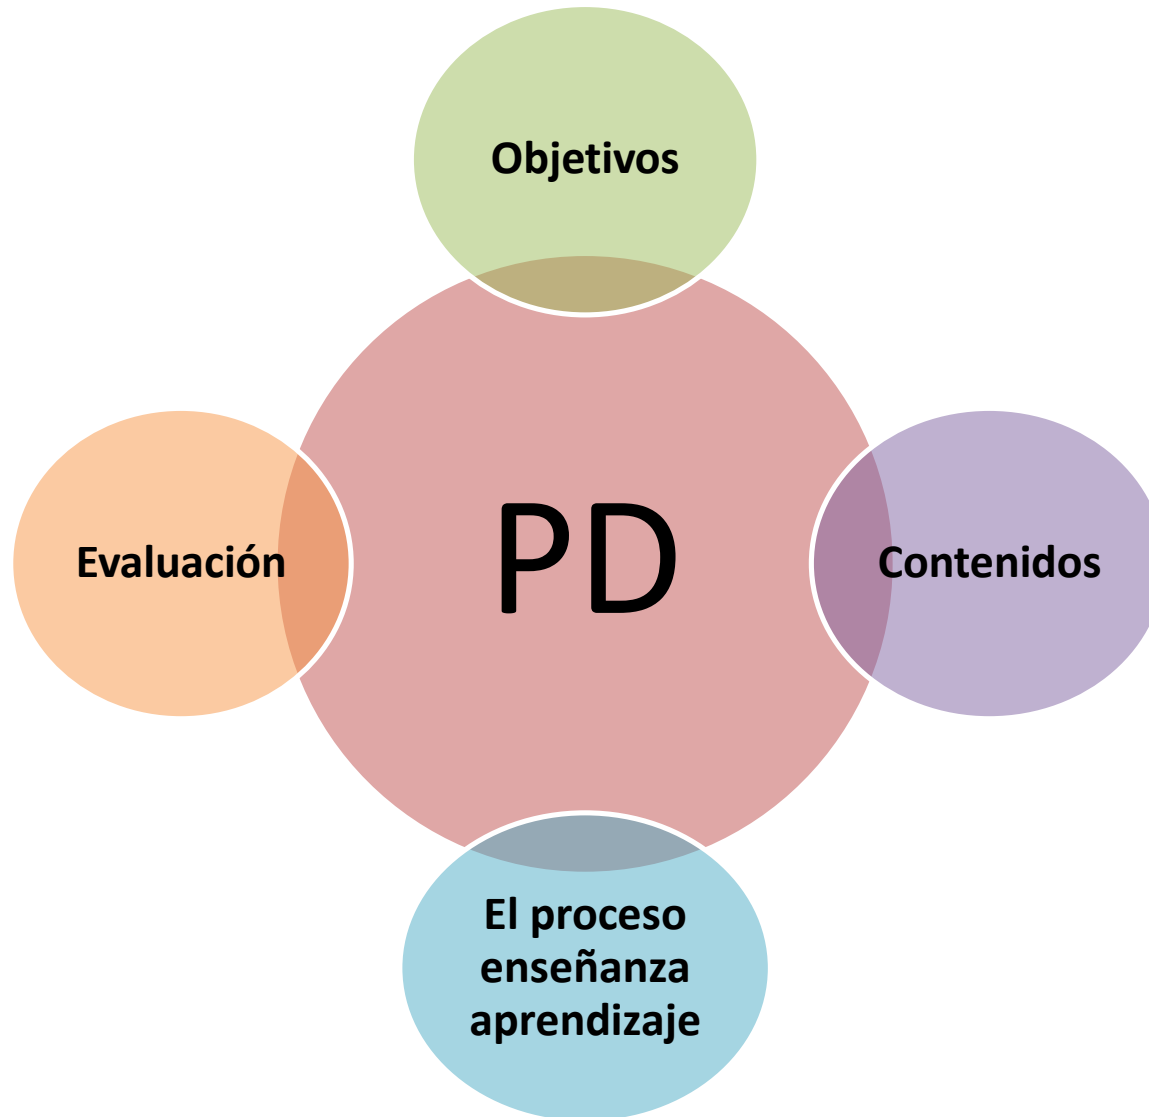 Objetivos
Evaluación
PD
Contenidos
El proceso
enseñanza
aprendizaje